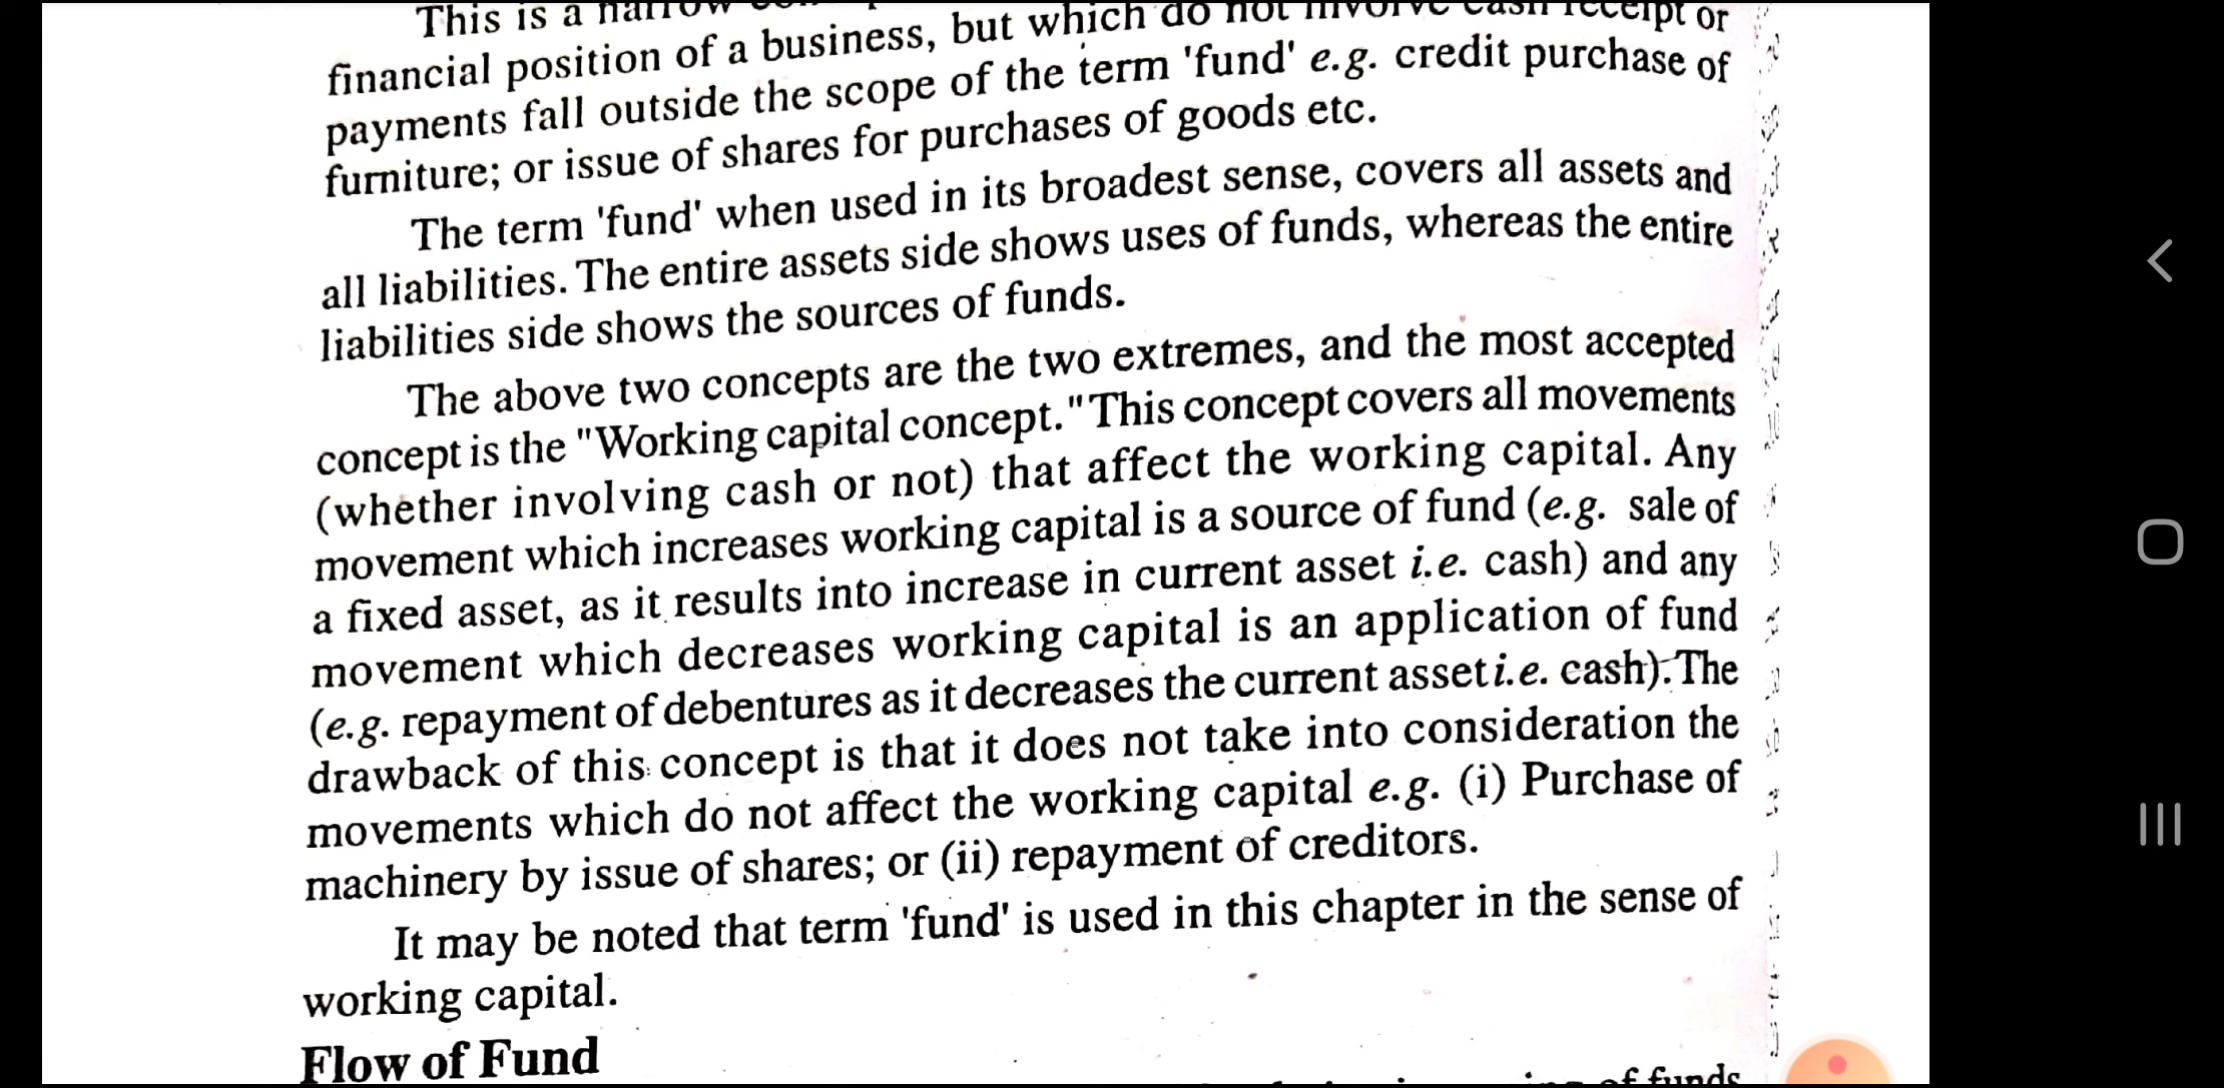 This is a narrow
financial position of a business, but which do not involve cash receipt or
payments fall outside the scope of the term 'fund' e.g. credit purchase of
furniture; or issue of shares for purchases of goods etc.
The term 'fund' when used in its broadest sense, covers all assets and
all liabilities. The entire assets side shows uses of funds, whereas the entire
liabilities side shows the sources of funds.
The above two concepts are the two extremes, and the most accepted
concept is the "Working capital concept." This concept covers all movements
(whether involving cash or not) that affect the working capital. Any
movement which increases working capital is a source of fund (e.g. sale of
a fixed asset, as it results into increase in current asset i.e. cash) and any
movement which decreases working capital is an application of fund
(e.g. repayment of debentures as it decreases the current asset i.e. cash). The
drawback of this concept is that it does not take into consideration the
movements which do not affect the working capital e.g. (i) Purchase of
machinery by issue of shares; or (ii) repayment of creditors.
It may be noted that term 'fund' is used in this chapter in the sense of
working capital.
Flow of Fund
of funds